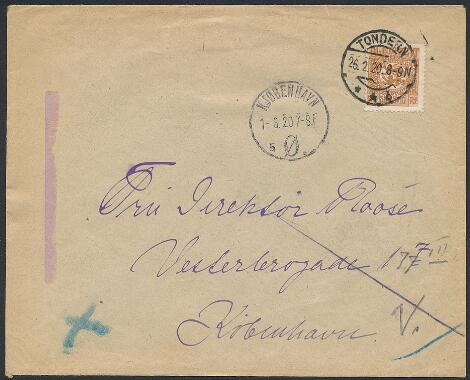 TONDERN
26.2.20.8-9N
* * b
KJØBENHAVN
1-3.20.7-8F
5 Ø.
Fru Direktør Roose
Vesterbrogade 177 III
V.
København.